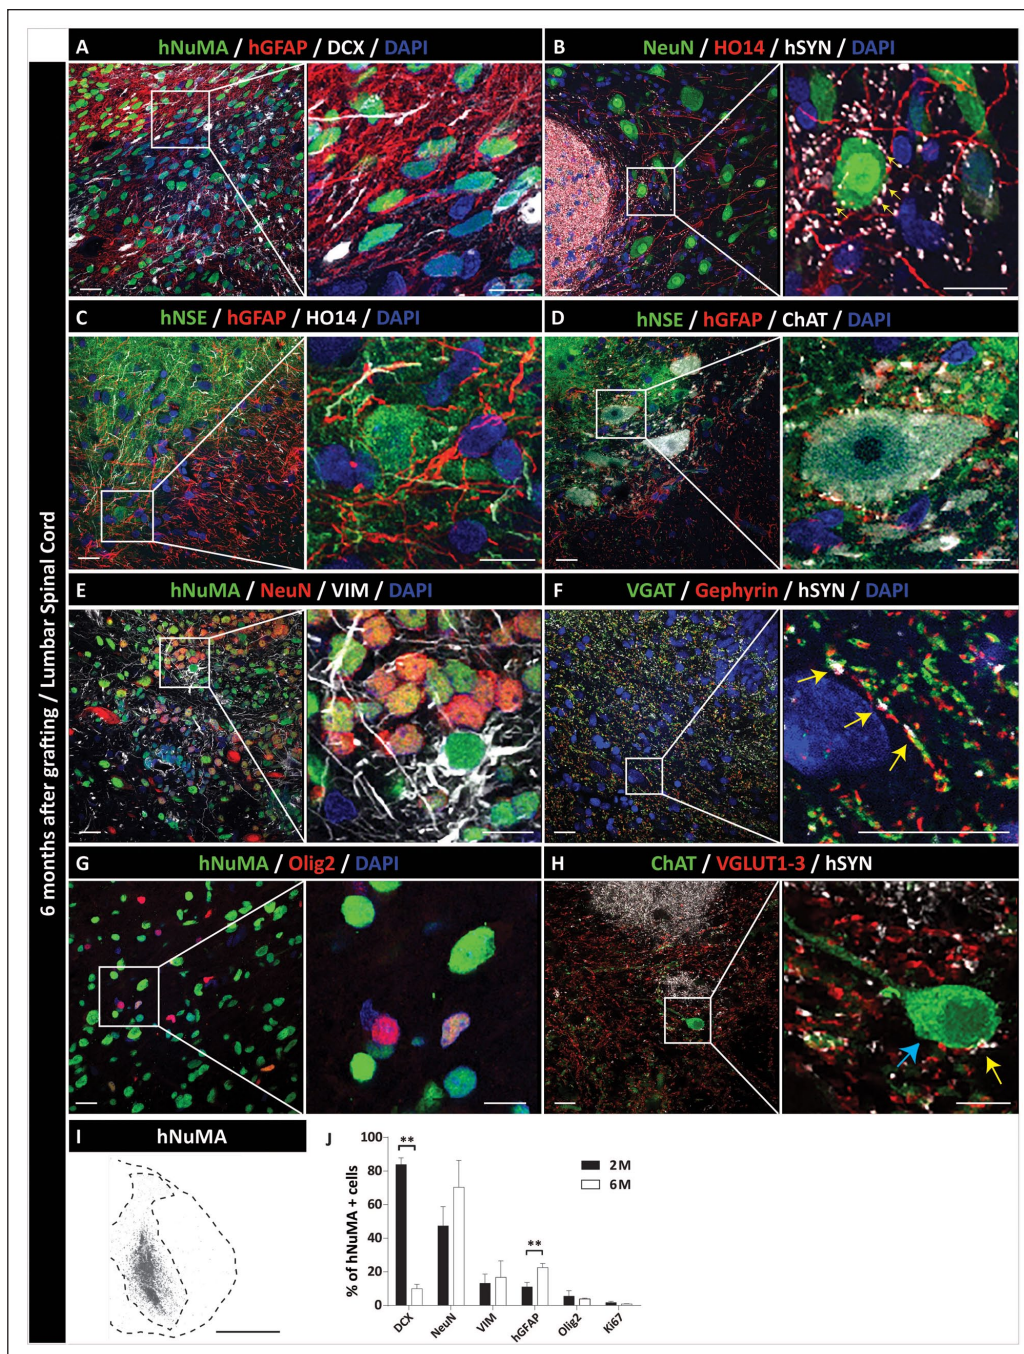 6 months after grafting / Lumbar Spinal Cord
A hNuMA / hGFAP / DCX / DAPI
B NeuN / HO14 / hSYN / DAPI
C hNSE / hGFAP / HO14 / DAPI
D hNSE / hGFAP / ChAT / DAPI
E hNuMA / NeuN / VIM / DAPI
F VGAT / Gephyrin / hSYN / DAPI
G hNuMA / Olig2 / DAPI
H ChAT / VGLUT1-3 / hSYN
I hNuMA
J
% of hNuMA + cells
100
80
60
40
20
0
**
**
2M
6M
DCX
NeuN
VIM
hGFAP
Olig2
Ki67